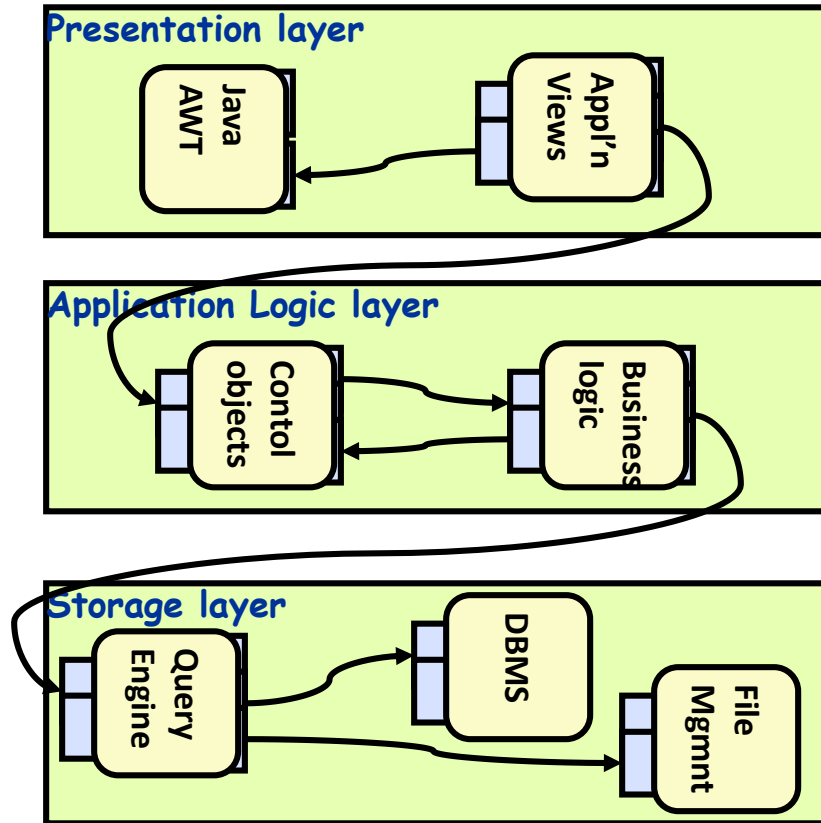 Presentation layer
Java
AWT
Appl’n
Views
Application Logic layer
Contol
objects
Business
logic
Storage layer
Query
Engine
DBMS
File
Mgmnt